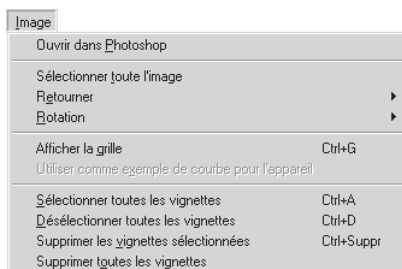 Image
Ouvrir dans Photoshop
Sélectionner toute l'image
Retourner
Rotation
Afficher la grille Ctrl+G
Utiliser comme exemple de courbe pour l'appareil
Sélectionner toutes les vignettes Ctrl+A
Désélectionner toutes les vignettes Ctrl+D
Supprimer les vignettes sélectionnées Ctrl+Suppr
Supprimer toutes les vignettes